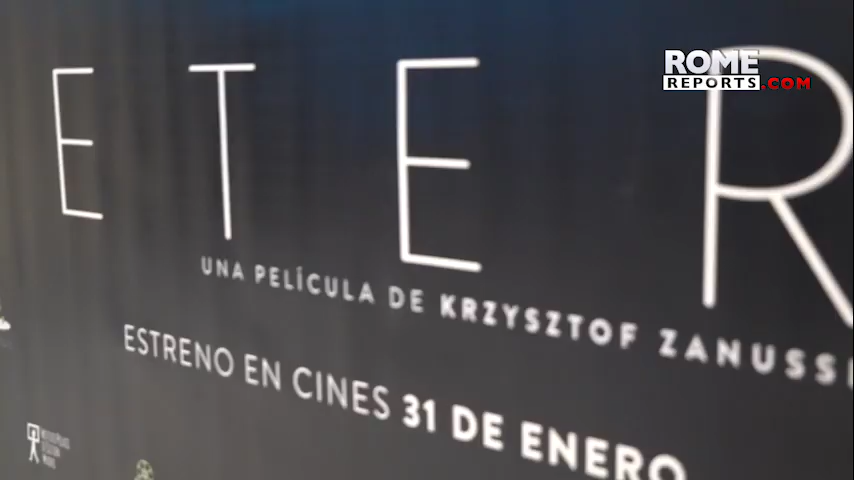 ROME
REPORTS.COM
ETER
UNA PELÍCULA DE KRZYSZTOF ZANUSSI
ESTRENO EN CINES 31 DE ENERO